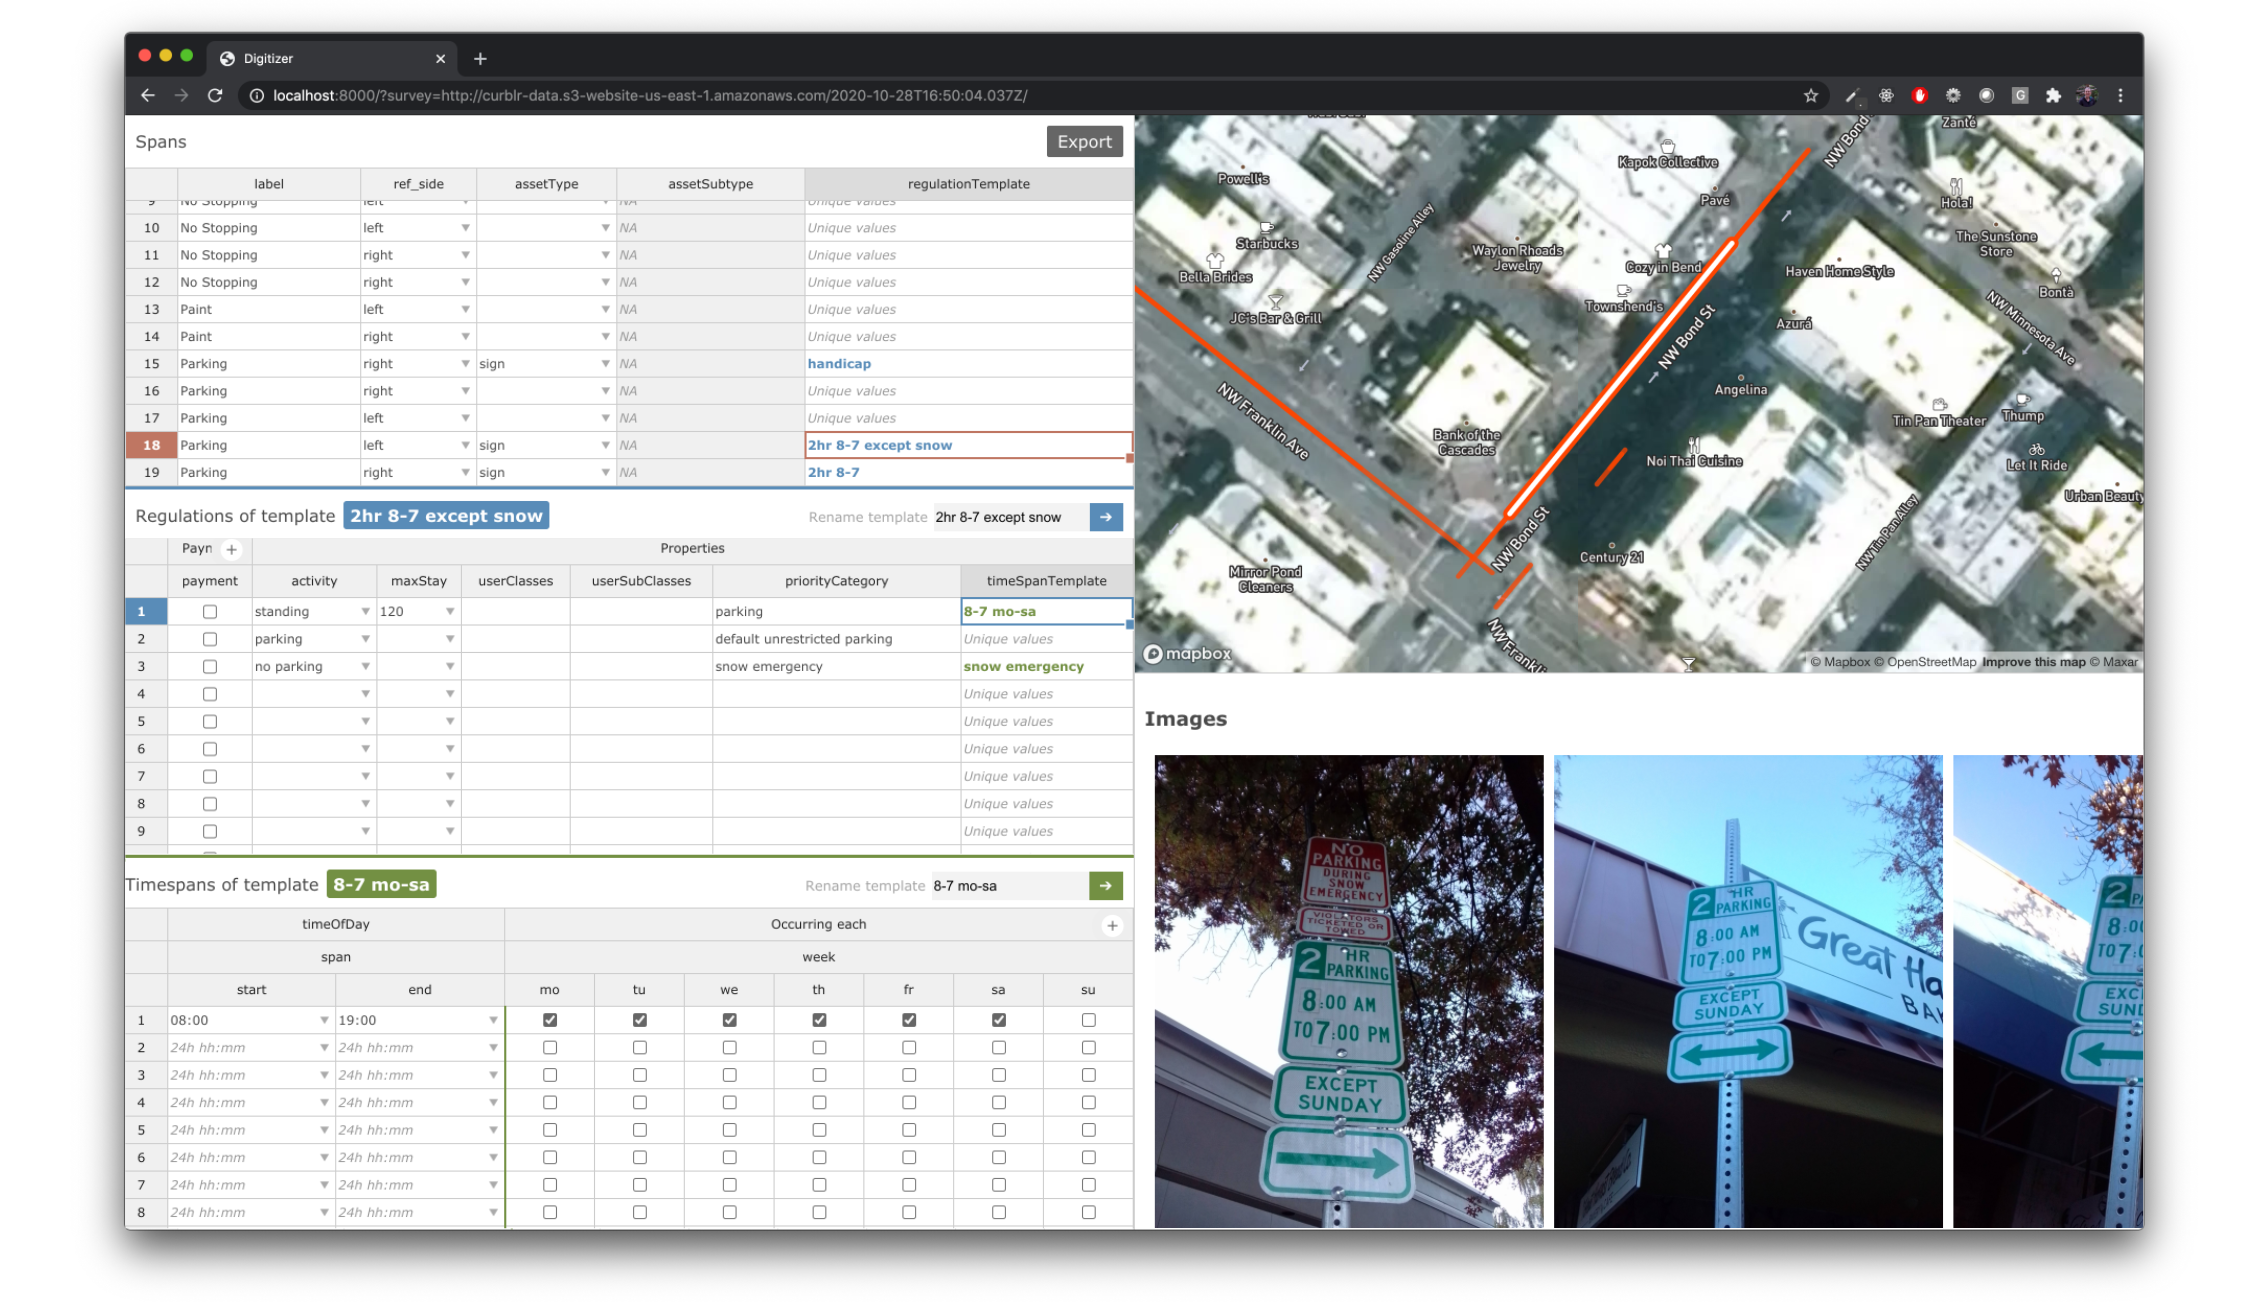 Digitizer
localhost:8000/?survey=http://curblr-data.s3-website-us-east-1.amazonaws.com/2020-10-28T16:50:04.037Z/
Spans
Export
label ref_side assetType assetSubtype regulationTemplate
9 No Stopping left NA Unique values
10 No Stopping left NA Unique values
11 No Stopping right NA Unique values
12 No Stopping right NA Unique values
13 Paint left NA Unique values
14 Paint right NA Unique values
15 Parking right sign NA handicap
16 Parking right NA Unique values
17 Parking left NA Unique values
18 Parking left sign NA 2hr 8-7 except snow
19 Parking right sign NA 2hr 8-7
Regulations of template 2hr 8-7 except snow Rename template 2hr 8-7 except snow
Payn + Properties
payment activity maxStay userClasses userSubClasses priorityCategory timeSpanTemplate
1 standing 120 parking 8-7 mo-sa
2 parking default unrestricted parking Unique values
3 no parking snow emergency snow emergency
4 Unique values
5 Unique values
6 Unique values
7 Unique values
8 Unique values
9 Unique values
Timespans of template 8-7 mo-sa Rename template 8-7 mo-sa
timeOfDay Occurring each +
span week
start end mo tu we th fr sa su
1 08:00 19:00
2 24h hh:mm 24h hh:mm
3 24h hh:mm 24h hh:mm
4 24h hh:mm 24h hh:mm
5 24h hh:mm 24h hh:mm
6 24h hh:mm 24h hh:mm
7 24h hh:mm 24h hh:mm
8 24h hh:mm 24h hh:mm
Zanté
NW Bond
Kapok Collective
Powell's
Pavé
Hola!
Starbucks
NW Gasoline Alley
Waylon Rhoads
Jewelry
The Sunstone
Store
Bella Brides
Cozy in Bend
Haven Home Style
Bontà
Townshend's
JC's Bar & Grill
NW Bond St
Azurá
NW Minnesota Ave
NW Franklin Ave
Angelina
Tin Pan Theater
Thump
Bank of the
Cascades
Noi Thai Cuisine
Let It Ride
Urban Beauty
NW Bond St
Century 21
NW Tin Pan Alley
Mirror Pond
Cleaners
NW Frankli
mapbox
© Mapbox © OpenStreetMap Improve this map © Maxar
Images
NO
PARKING
DURING
SNOW
EMERGENCY
VIOLATORS
TICKETED OR
TOWED
2 HR
PARKING
8:00 AM
TO 7:00 PM
EXCEPT
SUNDAY
2 HR
PARKING
8:00 AM
TO 7:00 PM
EXCEPT
SUNDAY
Great Ha
BA
2 P
8:0
TO 7:
EXC
SUN